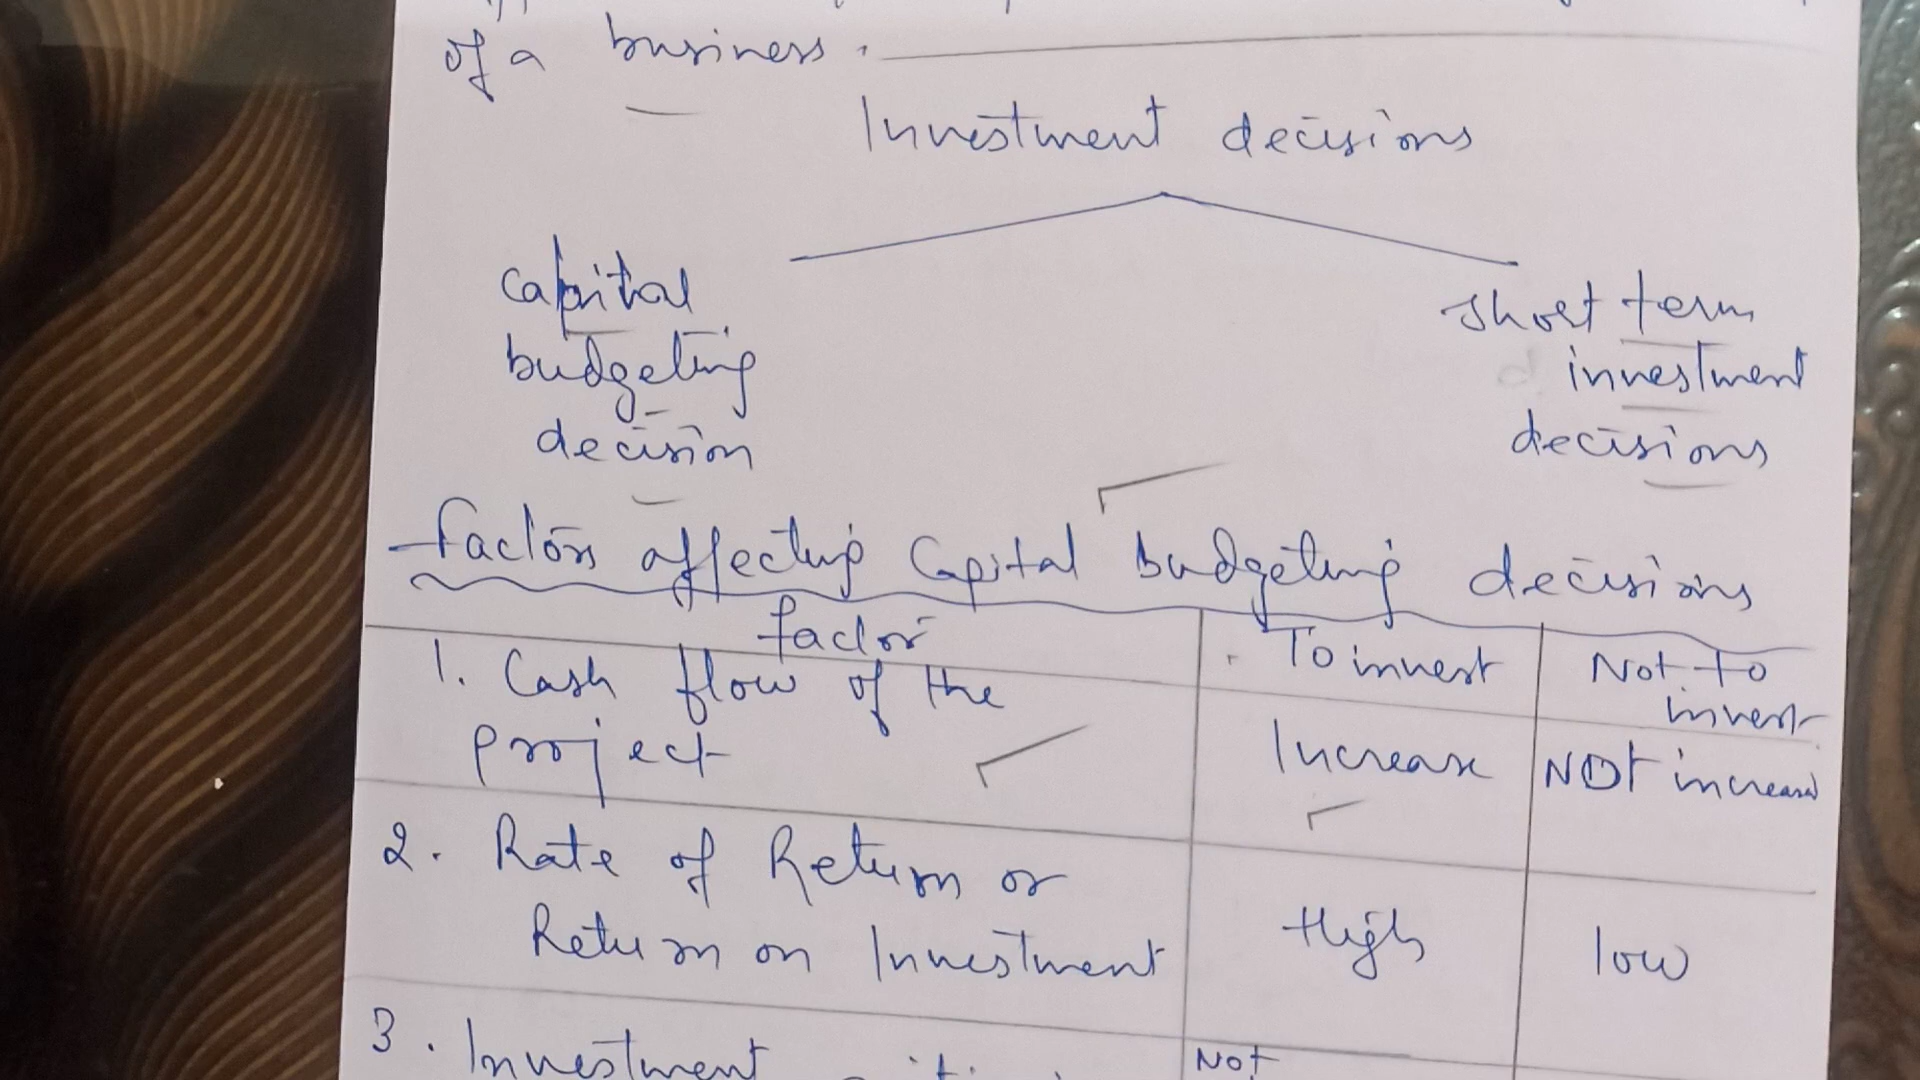 of a business.
Investment decisions
capital
budgeting
decision
short term
investment
decisions
factors affecting Capital budgeting decisions
factor
To invest
Not to
invest
1. Cash flow of the
project
Increase
NOT increase
2. Rate of Return or
Return on Investment
High
low
3. Investment
Not